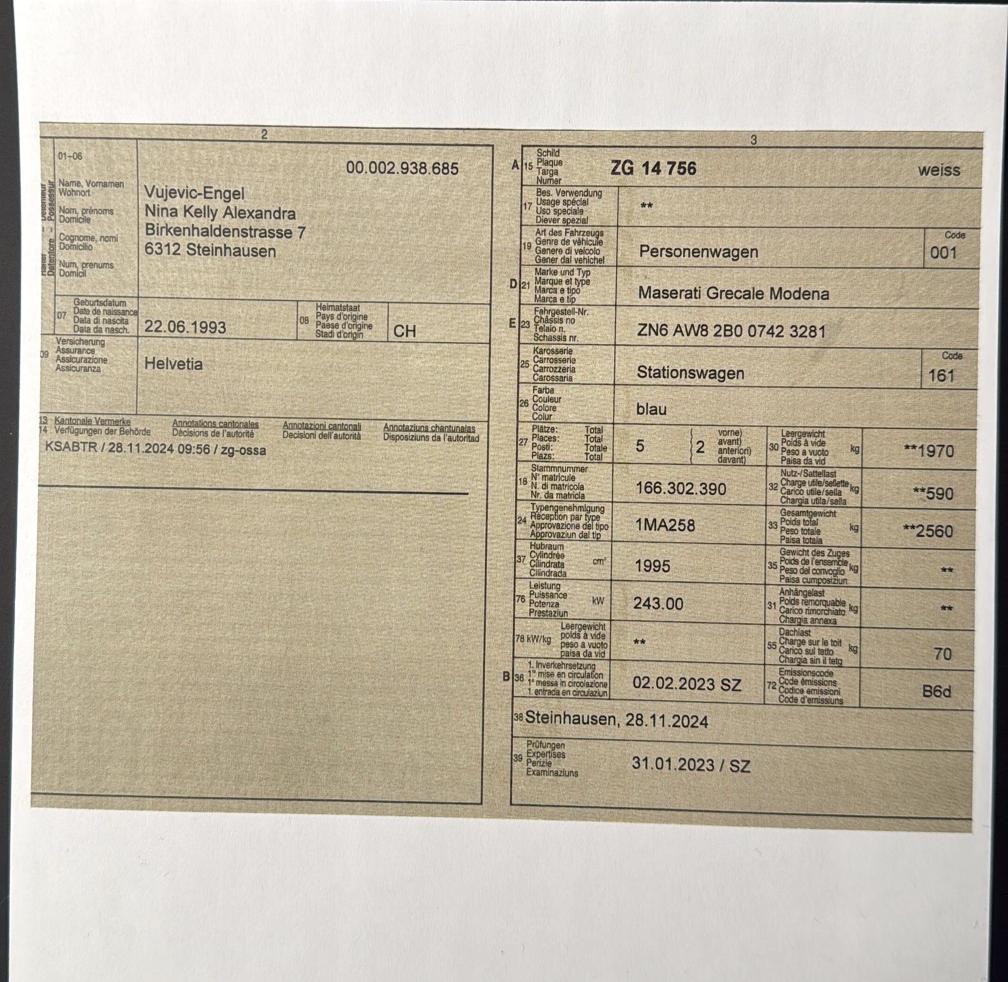 2
01-06
00.002.938.685
Name, Vornamen
Wohnort
Nom, prénoms
Domicile
Cognome, nomi
Domicilio
Num, prenums
Domicil
Vujevic-Engel
Nina Kelly Alexandra
Birkenhaldenstrasse 7
6312 Steinhausen
07
Geburtsdatum
Date de naissance
Data di nascita
Data da nasch.
22.06.1993
08
Heimatstaat
Pays d'origine
Paese d'origine
Stadi d'origin
CH
09
Versicherung
Assurance
Assicurazione
Assicuranza
Helvetia
13 Kantonale Vermerke Annotations cantonales Annotazioni cantonali Annotaziuns chantunalas
14 Verfügungen der Behörde Décisions de l'autorité Decisioni dell'autorità Disposiziuns da l'autoritad
KSABTR / 28.11.2024 09:56 / zg-ossa
3
A 15
Schild
Plaque
Targa
Numer
ZG 14 756
weiss
17
Bes. Verwendung
Usage spécial
Uso speciale
Diever spezial
**
19
Art des Fahrzeugs
Genre de véhicule
Genere di veicolo
Gener dal vehichel
Personenwagen
Code
001
D 21
Marke und Typ
Marque et type
Marca e tipo
Marca e tip
Maserati Grecale Modena
E 23
Fahrgestell-Nr.
Châssis no
Telaio n.
Schassis nr.
ZN6 AW8 2B0 0742 3281
25
Karosserie
Carrosserie
Carrozzeria
Carossaria
Stationswagen
Code
161
26
Farbe
Couleur
Colore
Colur
blau
27
Plätze: Total
Places: Total
Posti: Totale
Plazs: Total
5
2
vorne)
avant)
anteriori)
davant)
30
Leergewicht
Poids à vide
Peso a vuoto
Paisa da vid
kg
**1970
18
Stammnummer
N° matricule
N. di matricola
Nr. da matricla
166.302.390
32
Nutz-/Sattellast
Charge utile/sellette
Carico utile/sella
Chargia utila/sella
kg
**590
24
Typengenehmigung
Réception par type
Approvazione del tipo
Approvaziun dal tip
1MA258
33
Gesamtgewicht
Poids total
Peso totale
Paisa totala
kg
**2560
37
Hubraum
Cylindrée
Cilindrata
Cilindrada
cm³
1995
35
Gewicht des Zuges
Poids de l'ensemble
Peso del convoglio
Paisa cumposiziun
kg
**
76
Leistung
Puissance
Potenza
Prestaziun
kW
243.00
31
Anhängelast
Poids remorquable
Carico rimorchiato
Chargia annexa
kg
**
78 kW/kg
Leergewicht
poids à vide
peso a vuoto
paisa da vid
**
55
Dachlast
Charge sur le toit
Carico sul tetto
Chargia sin il tetg
kg
70
B 36
1. Inverkehrsetzung
1re mise en circulation
1a messa in circolazione
1. entrada en circulaziun
02.02.2023 SZ
72
Emissionscode
Code émissions
Codice emissioni
Code d'emissiuns
B6d
38 Steinhausen, 28.11.2024
39
Prüfungen
Expertises
Perizie
Examinaziuns
31.01.2023 / SZ